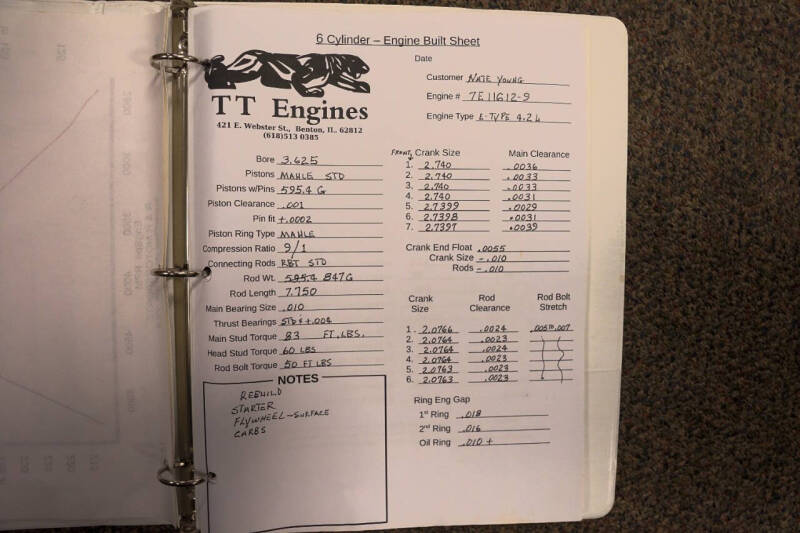 6 Cylinder – Engine Built Sheet
TT Engines
421 E. Webster St., Benton, IL. 62812
(618)513 0385
Date
Customer NATE YOUNG
Engine # 7E11612-9
Engine Type E-TYPE 4.2L
Bore 3.625
Pistons MAHLE STD
Pistons w/Pins 595.4 G
Piston Clearance .001
Pin fit +.0002
Piston Ring Type MAHLE
Compression Ratio 9/1
Connecting Rods RBT STD
Rod Wt. 595.4 847G
Rod Length 7.750
Main Bearing Size .010
Thrust Bearings STD & +.004
Main Stud Torque 83 FT. LBS.
Head Stud Torque 60 LBS
Rod Bolt Torque 50 FT LBS
NOTES
REBUILD
STARTER
FLYWHEEL – SURFACE
CARBS
FRONT Crank Size Main Clearance
1. 2.740 .0036
2. 2.740 .0033
3. 2.740 .0033
4. 2.740 .0031
5. 2.7399 .0029
6. 2.7398 .0031
7. 2.7397 .0039
Crank End Float .0055
Crank Size -.010
Rods -.010
Crank Size Rod Clearance Rod Bolt Stretch
1. 2.0766 .0024 .005 TO .007
2. 2.0764 .0023
3. 2.0764 .0024
4. 2.0764 .0023
5. 2.0763 .0023
6. 2.0763 .0023
Ring Eng Gap
1st Ring .018
2nd Ring .016
Oil Ring .010 +